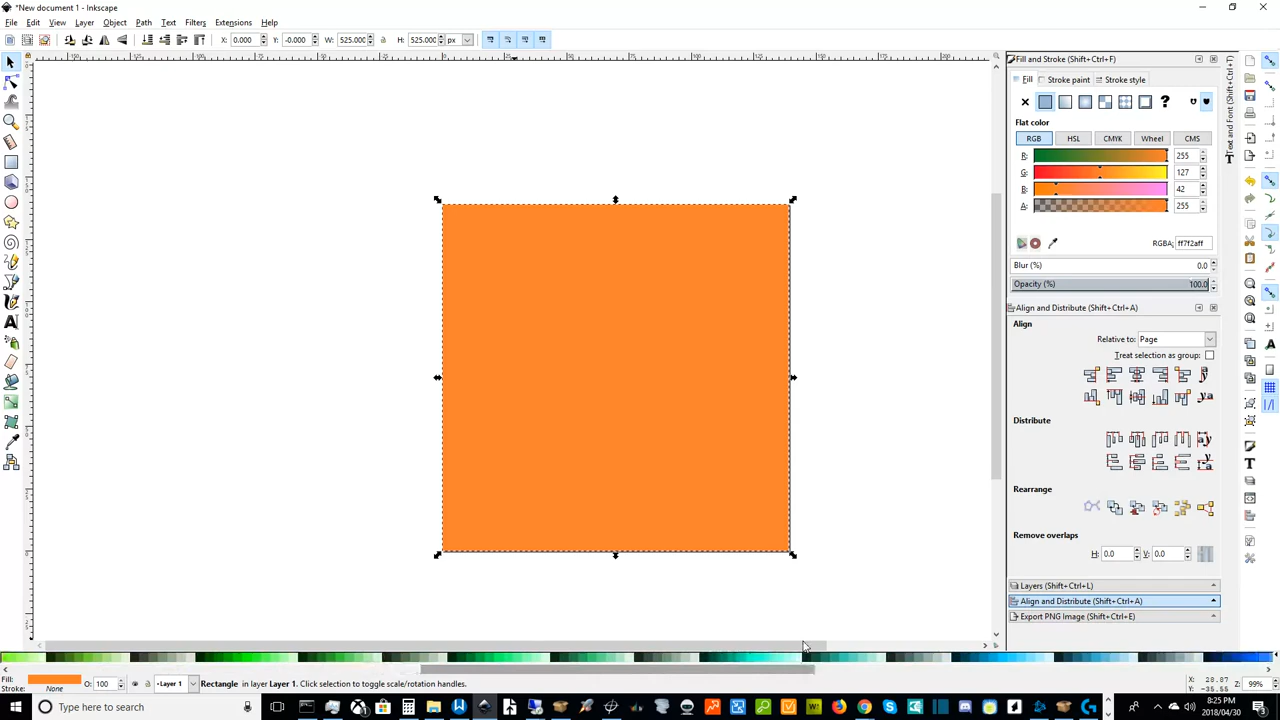 *New document 1 - Inkscape
File Edit View Layer Object Path Text Filters Extensions Help
X: 0.000 Y: -0.000 W: 525.000 H: 525.000 px
Fill and Stroke (Shift+Ctrl+F)
Fill Stroke paint Stroke style
?
Flat color
RGB HSL CMYK Wheel CMS
R: 255
G: 127
B: 42
A: 255
RGBA: ff7f2aff
Blur (%) 0.0
Opacity (%) 100.0
Align and Distribute (Shift+Ctrl+A)
Align
Relative to: Page
Treat selection as group:
Distribute
Rearrange
Remove overlaps
H: 0.0 V: 0.0
Layers (Shift+Ctrl+L)
Align and Distribute (Shift+Ctrl+A)
Export PNG Image (Shift+Ctrl+E)
Text and Font (Shift+Ctrl+T)
Fill:
Stroke: None
O: 100
Layer 1
Rectangle in layer Layer 1. Click selection to toggle scale/rotation handles.
X: 28.87
Y: -35.55
Z: 99%
Type here to search
8:25 PM
2018/04/30